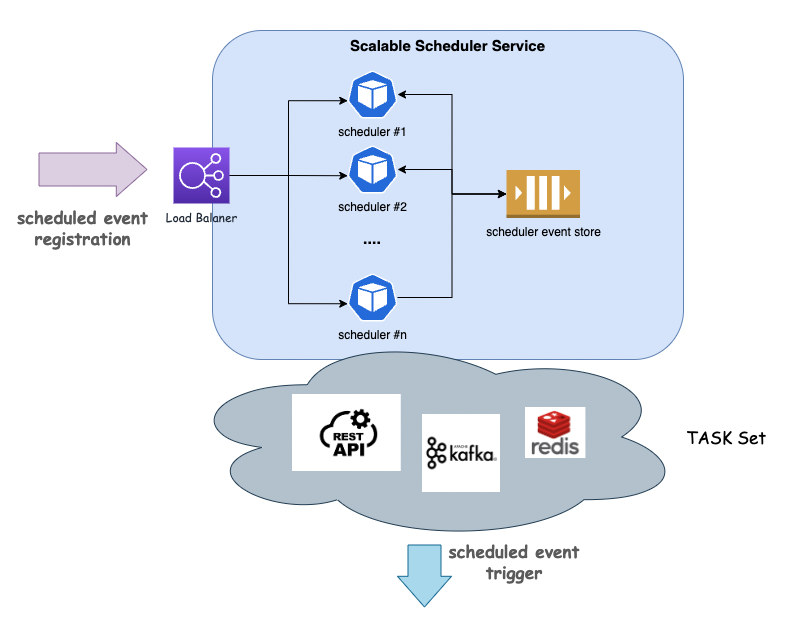 Scalable Scheduler Service
scheduler #1
scheduled event
registration
Load Balaner
scheduler #2
scheduler event store
....
scheduler #n
REST
API
APACHE
kafka
redis
TASK Set
scheduled event
trigger